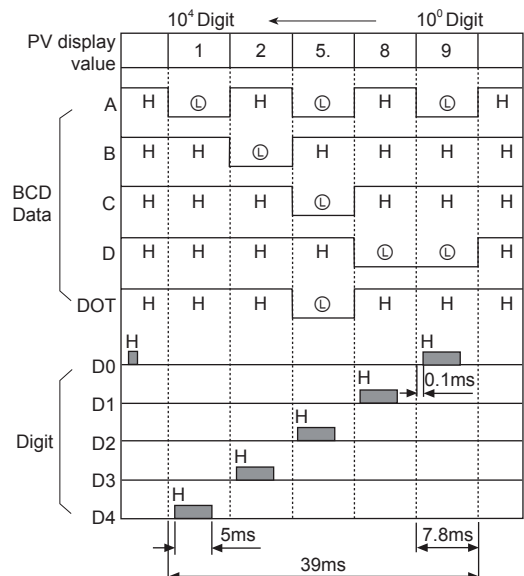 10⁴ Digit 10⁰ Digit
PV display value 1 2 5. 8 9
BCD Data
A H Ⓛ H Ⓛ H Ⓛ H
B H H Ⓛ H H H H
C H H H Ⓛ H H H
D H H H H Ⓛ Ⓛ H
DOT H H H Ⓛ H H H
Digit
D0 H H
0.1ms
D1 H
D2 H
D3 H
D4 H
5ms 7.8ms
39ms